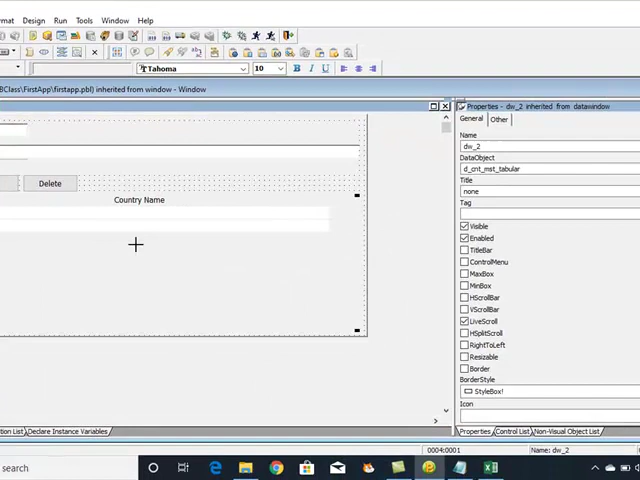 rmat Design Run Tools Window Help
Tahoma 10 B I U
BClass\FirstApp\firstapp.pbl) inherited from window - Window
Properties - dw_2 inherited from datawindow
General Other
Name
dw_2
DataObject
d_cnt_mst_tabular
Title
none
Tag
Delete
Country Name
Visible
Enabled
TitleBar
ControlMenu
MaxBox
MinBox
HScrollBar
VScrollBar
LiveScroll
HSplitScroll
RightToLeft
Resizable
Border
BorderStyle
StyleBox!
Icon
tion List Declare Instance Variables
Properties Control List Non-Visual Object List
0004:0001 Name: dw_2
search